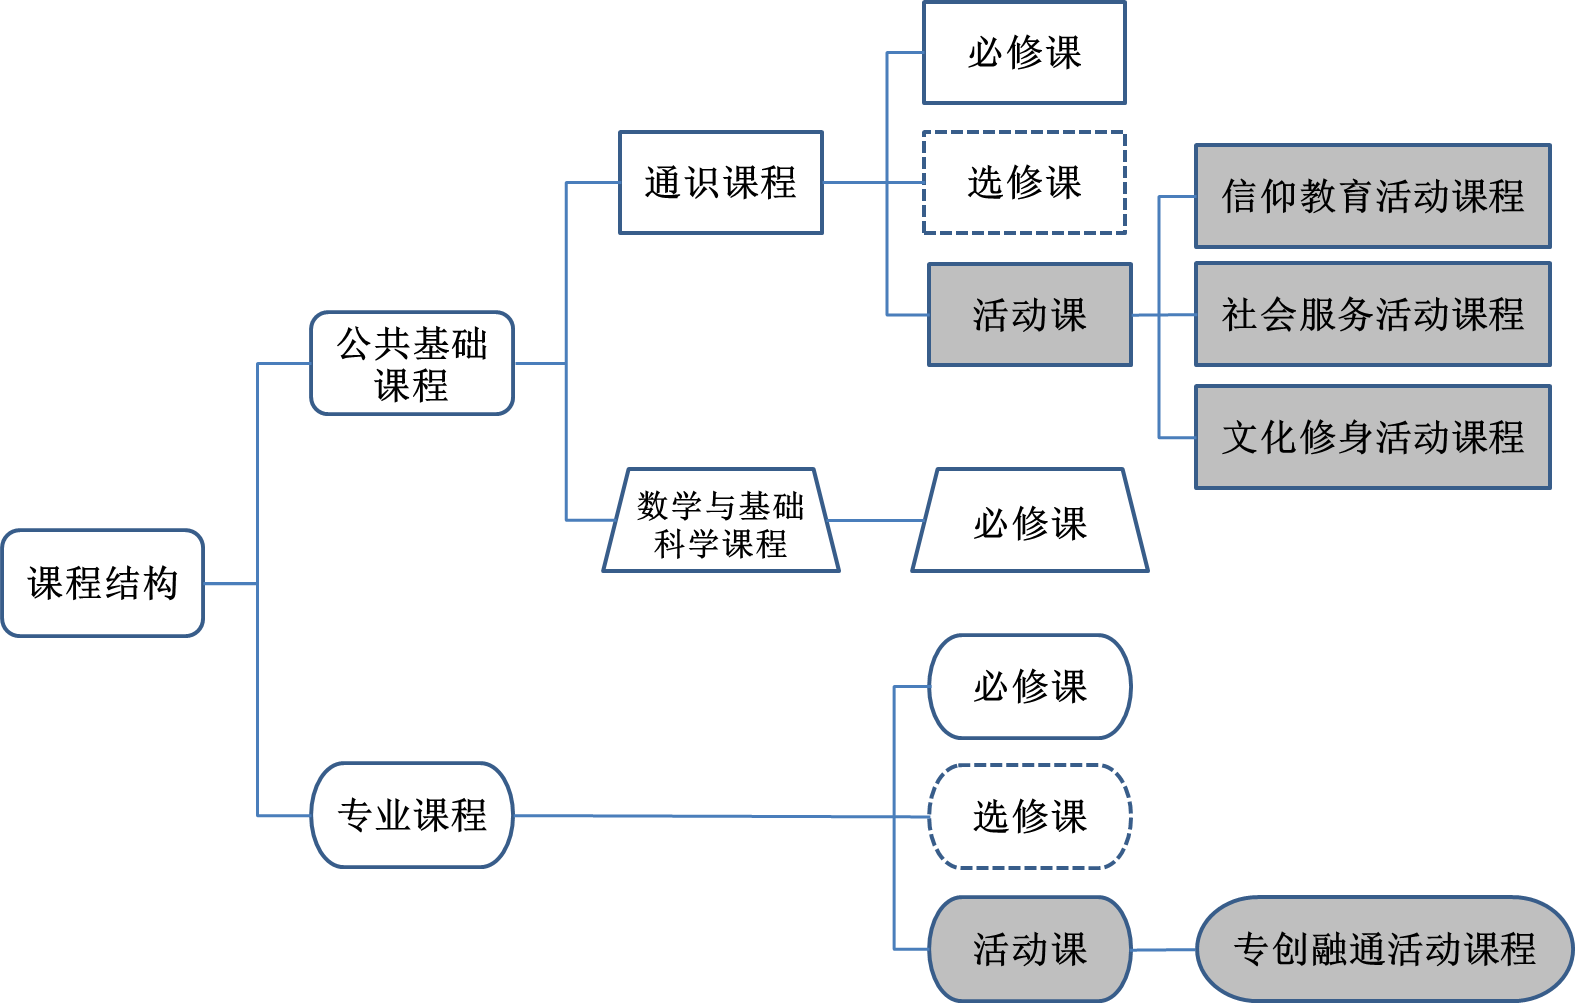 必修课
通识课程
选修课
信仰教育活动课程
活动课
社会服务活动课程
公共基础
课程
文化修身活动课程
数学与基础
科学课程
必修课
课程结构
必修课
专业课程
选修课
活动课
专创融通活动课程